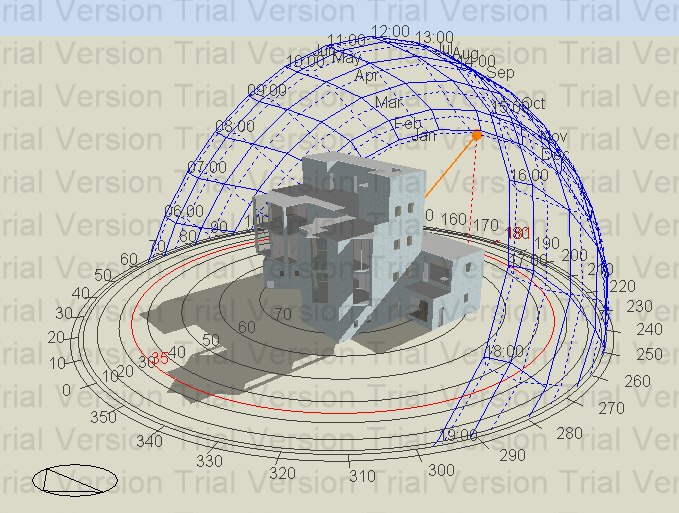 Trial Version Trial Version Trial Version Trial Version
12:00
11:00 13:00
Jun Jul
May Aug
10:00
Apr Sep
09:00
Mar Oct
Feb
08:00 Jan Nov
Dec
07:00 16:00
06:00
160 170 181 190 200
70 80 90 100
60 210
50 220
40 230
30 240
20 250
10 260
0 270
350 280
340 290
330 300
320 310
17:00
18:00
19:00
10 20 30 35 40 50 60 70